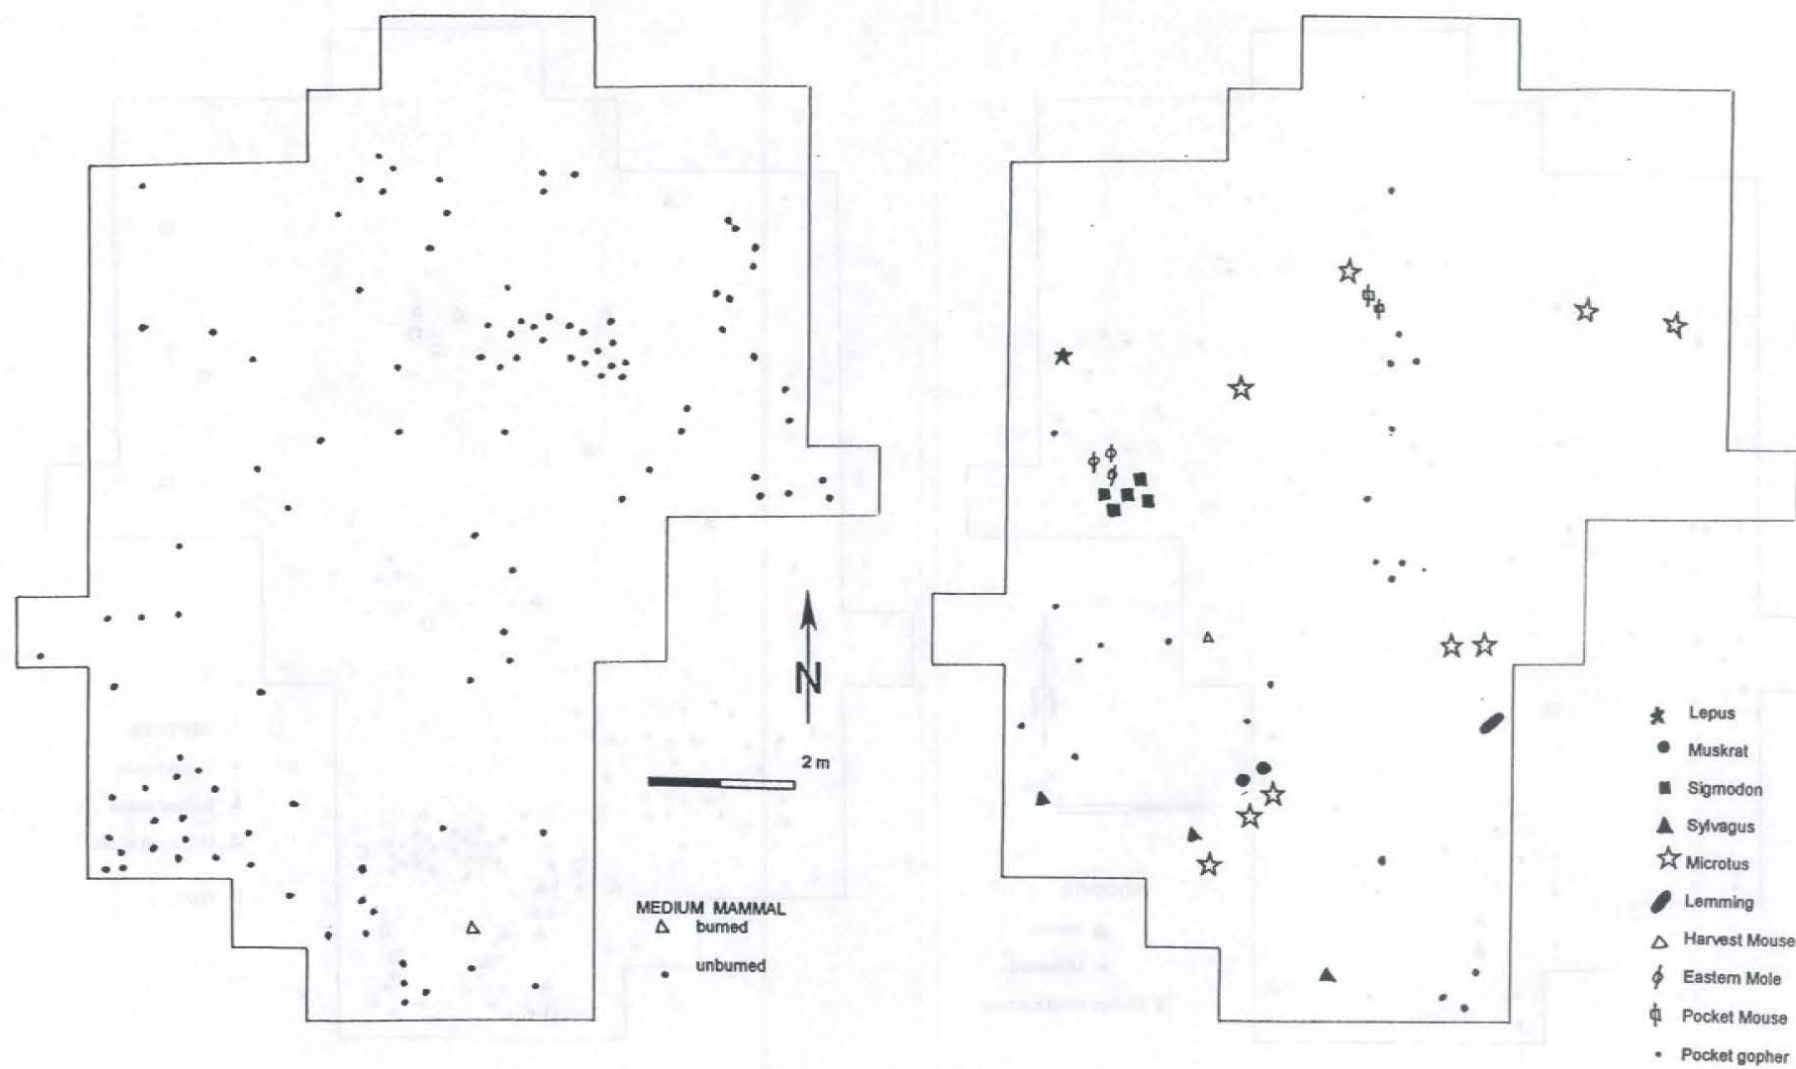 N
2 m
MEDIUM MAMMAL
burned
unburned
Lepus
Muskrat
Sigmodon
Sylvagus
Microtus
Lemming
Harvest Mouse
Eastern Mole
Pocket Mouse
Pocket gopher